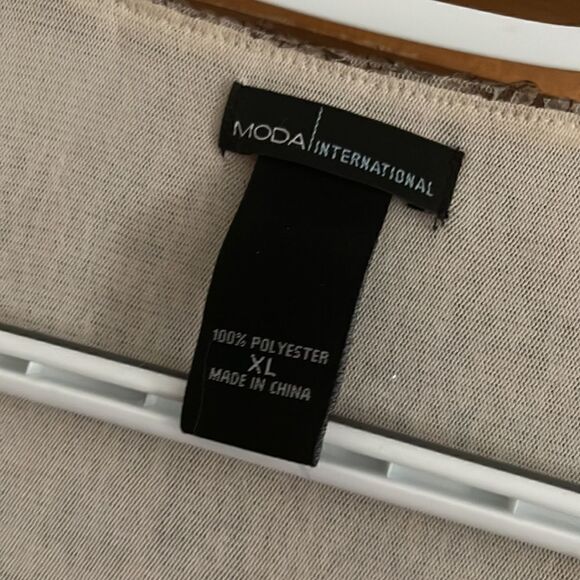 MODA INTERNATIONAL
100% POLYESTER
XL
MADE IN CHINA